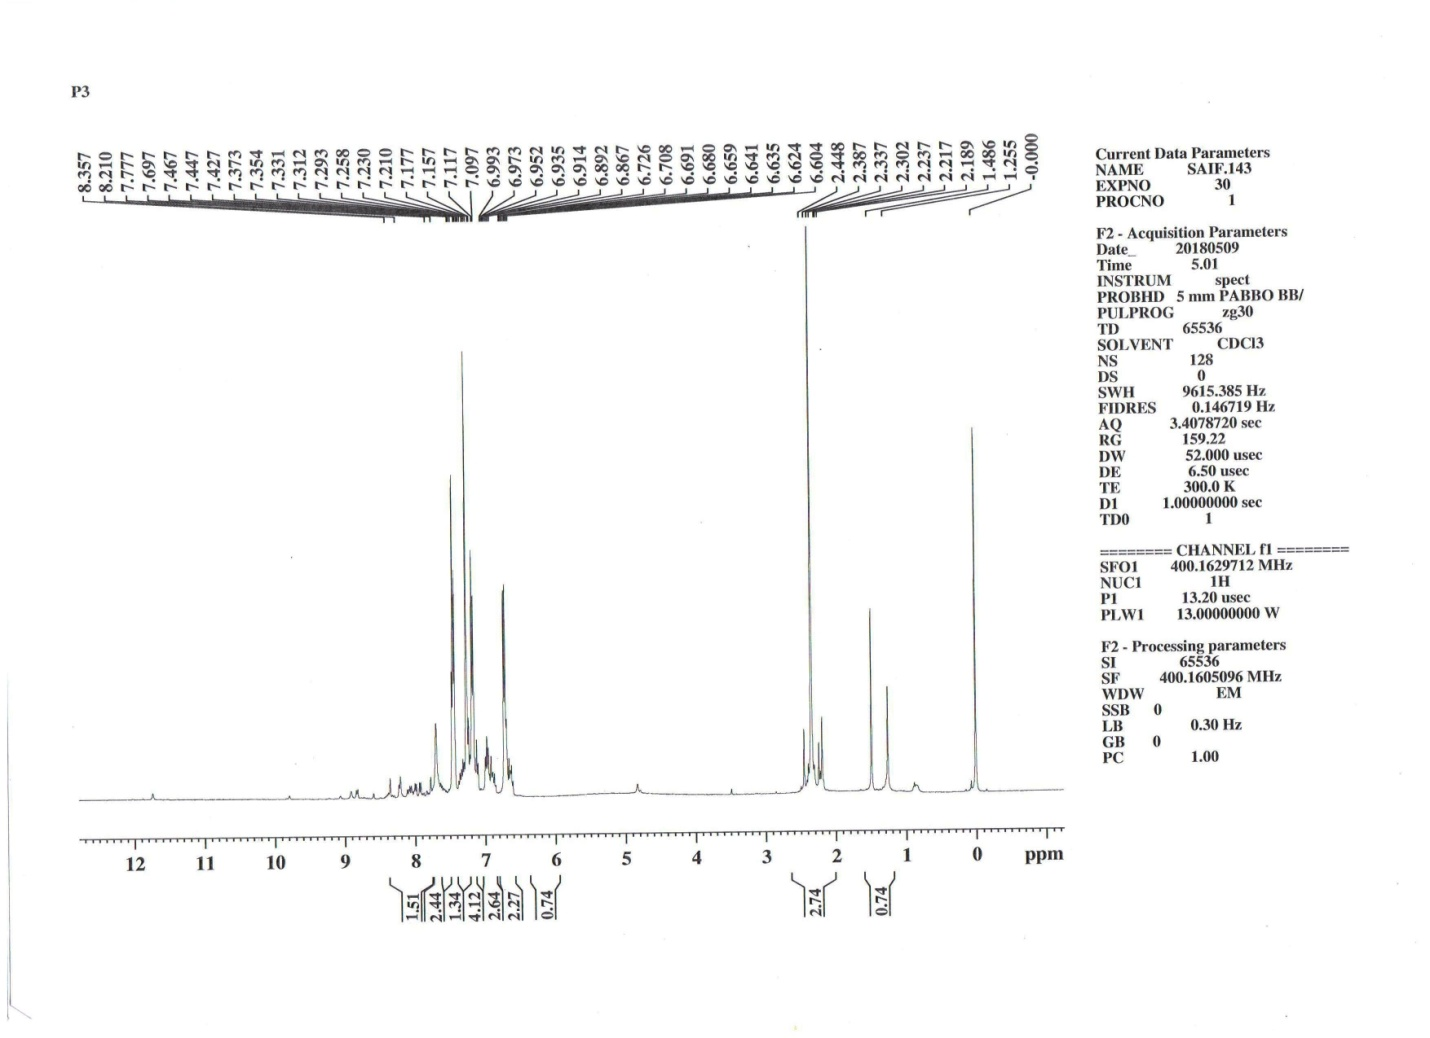 P3
8.357
8.210
7.777
7.697
7.467
7.447
7.427
7.373
7.354
7.331
7.312
7.293
7.258
7.230
7.210
7.177
7.157
7.117
7.097
6.993
6.973
6.952
6.935
6.914
6.892
6.867
6.726
6.708
6.691
6.680
6.659
6.641
6.635
6.624
6.604
2.448
2.387
2.337
2.302
2.237
2.217
2.189
1.486
1.255
-0.000
Current Data Parameters
NAME SAIF.143
EXPNO 30
PROCNO 1
F2 - Acquisition Parameters
Date_ 20180509
Time 5.01
INSTRUM spect
PROBHD 5 mm PABBO BB/
PULPROG zg30
TD 65536
SOLVENT CDCl3
NS 128
DS 0
SWH 9615.385 Hz
FIDRES 0.146719 Hz
AQ 3.4078720 sec
RG 159.22
DW 52.000 usec
DE 6.50 usec
TE 300.0 K
D1 1.00000000 sec
TD0 1
======== CHANNEL f1 ========
SFO1 400.1629712 MHz
NUC1 1H
P1 13.20 usec
PLW1 13.00000000 W
F2 - Processing parameters
SI 65536
SF 400.1605096 MHz
WDW EM
SSB 0
LB 0.30 Hz
GB 0
PC 1.00
12 11 10 9 8 7 6 5 4 3 2 1 0 ppm
1.51
2.44
1.34
4.12
2.64
2.27
0.74
2.74
0.74